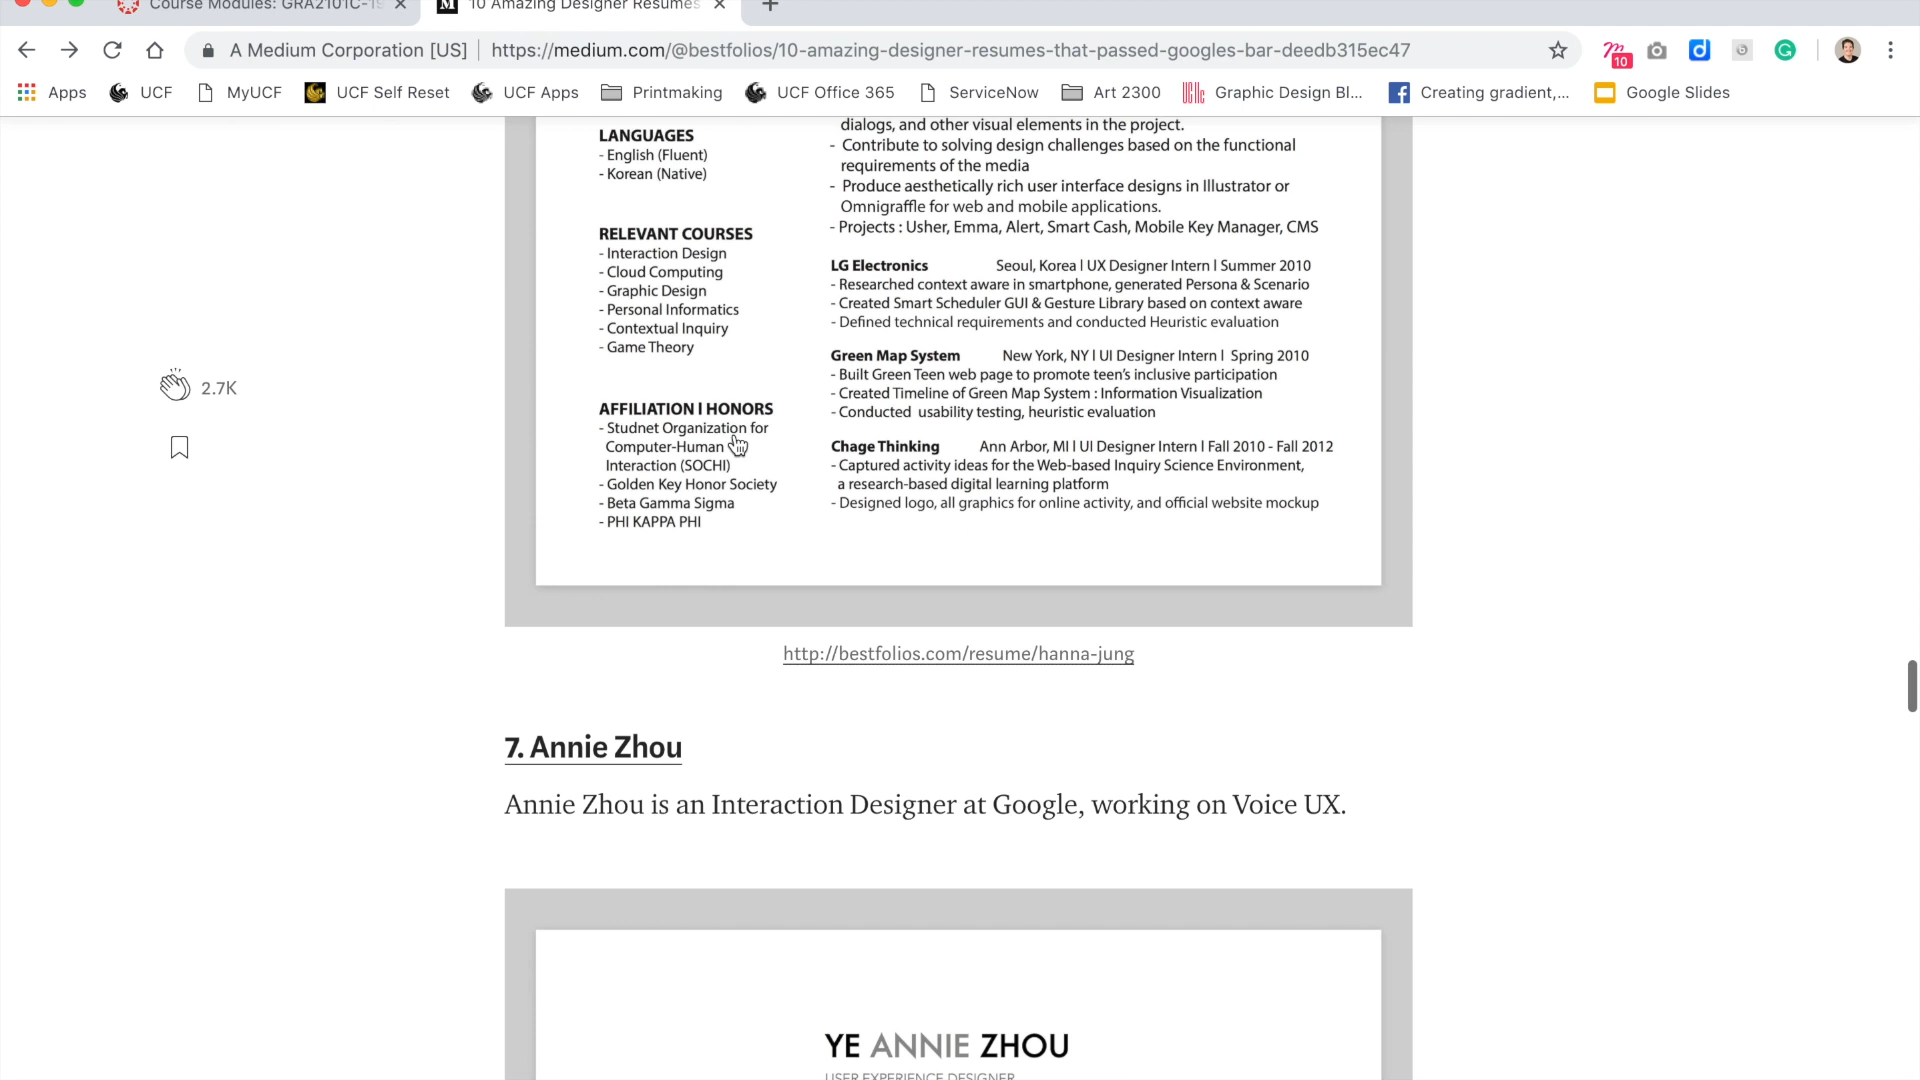 Course Modules: GRA2101C-19
10 Amazing Designer Resumes
A Medium Corporation [US]
https://medium.com/@bestfolios/10-amazing-designer-resumes-that-passed-googles-bar-deedb315ec47
10
Apps
UCF
MyUCF
UCF Self Reset
UCF Apps
Printmaking
UCF Office 365
ServiceNow
Art 2300
Graphic Design Bl...
Creating gradient,...
Google Slides
2.7K
LANGUAGES
- English (Fluent)
- Korean (Native)
RELEVANT COURSES
- Interaction Design
- Cloud Computing
- Graphic Design
- Personal Informatics
- Contextual Inquiry
- Game Theory
AFFILIATION l HONORS
- Studnet Organization for
Computer-Human
Interaction (SOCHI)
- Golden Key Honor Society
- Beta Gamma Sigma
- PHI KAPPA PHI
dialogs, and other visual elements in the project.
- Contribute to solving design challenges based on the functional
requirements of the media
- Produce aesthetically rich user interface designs in Illustrator or
Omnigraffle for web and mobile applications.
- Projects : Usher, Emma, Alert, Smart Cash, Mobile Key Manager, CMS
LG Electronics Seoul, Korea l UX Designer Intern l Summer 2010
- Researched context aware in smartphone, generated Persona & Scenario
- Created Smart Scheduler GUI & Gesture Library based on context aware
- Defined technical requirements and conducted Heuristic evaluation
Green Map System New York, NY l UI Designer Intern l Spring 2010
- Built Green Teen web page to promote teen's inclusive participation
- Created Timeline of Green Map System : Information Visualization
- Conducted usability testing, heuristic evaluation
Chage Thinking Ann Arbor, MI l UI Designer Intern l Fall 2010 - Fall 2012
- Captured activity ideas for the Web-based Inquiry Science Environment,
a research-based digital learning platform
- Designed logo, all graphics for online activity, and official website mockup
http://bestfolios.com/resume/hanna-jung
7. Annie Zhou
Annie Zhou is an Interaction Designer at Google, working on Voice UX.
YE ANNIE ZHOU
USER EXPERIENCE DESIGNER